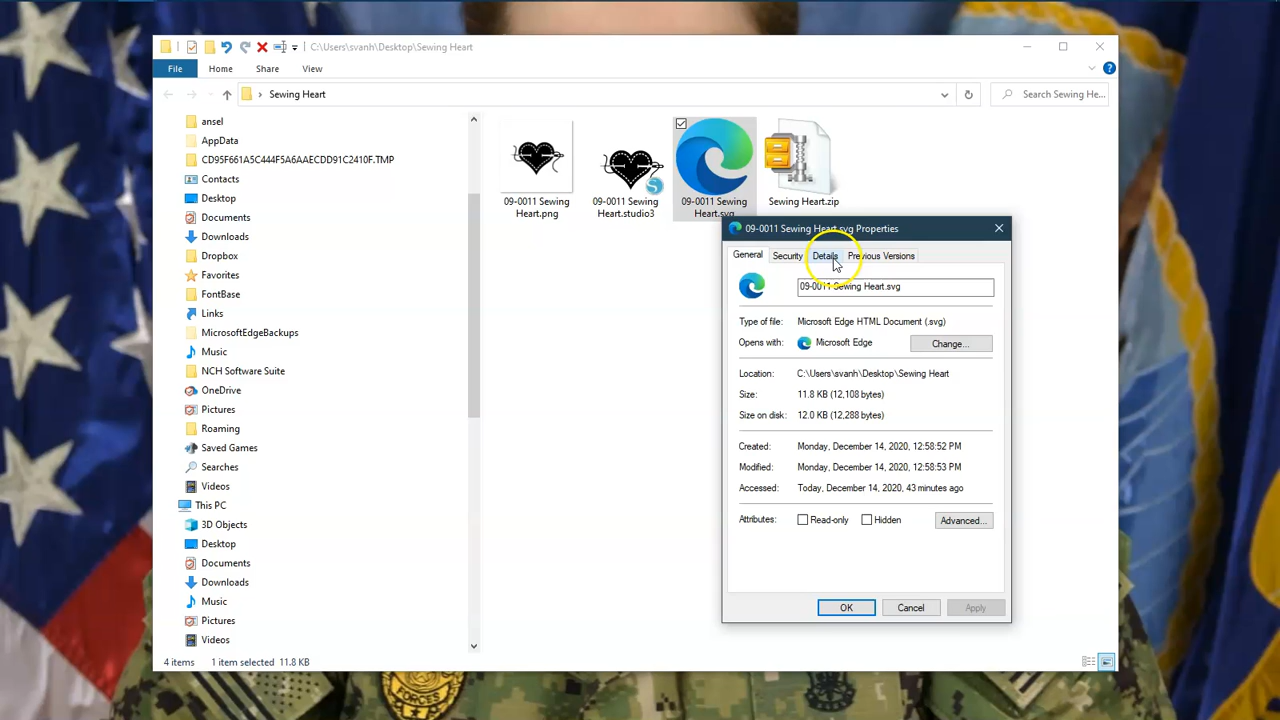 C:\Users\svanh\Desktop\Sewing Heart
File Home Share View
Sewing Heart
Search Sewing He...
ansel
AppData
CD95F661A5C444F5A6AAECDD91C2410F.TMP
Contacts
Desktop
Documents
Downloads
Dropbox
Favorites
FontBase
Links
MicrosoftEdgeBackups
Music
NCH Software Suite
OneDrive
Pictures
Roaming
Saved Games
Searches
Videos
This PC
3D Objects
Desktop
Documents
Downloads
Music
Pictures
Videos
09-0011 Sewing
Heart.png
09-0011 Sewing
Heart.studio3
09-0011 Sewing
Heart.svg
Sewing Heart.zip
09-0011 Sewing Heart.svg Properties
General Security Details Previous Versions
09-0011 Sewing Heart.svg
Type of file: Microsoft Edge HTML Document (.svg)
Opens with: Microsoft Edge Change...
Location: C:\Users\svanh\Desktop\Sewing Heart
Size: 11.8 KB (12,108 bytes)
Size on disk: 12.0 KB (12,288 bytes)
Created: Monday, December 14, 2020, 12:58:52 PM
Modified: Monday, December 14, 2020, 12:58:53 PM
Accessed: Today, December 14, 2020, 43 minutes ago
Attributes: Read-only Hidden Advanced...
OK Cancel Apply
4 items 1 item selected 11.8 KB